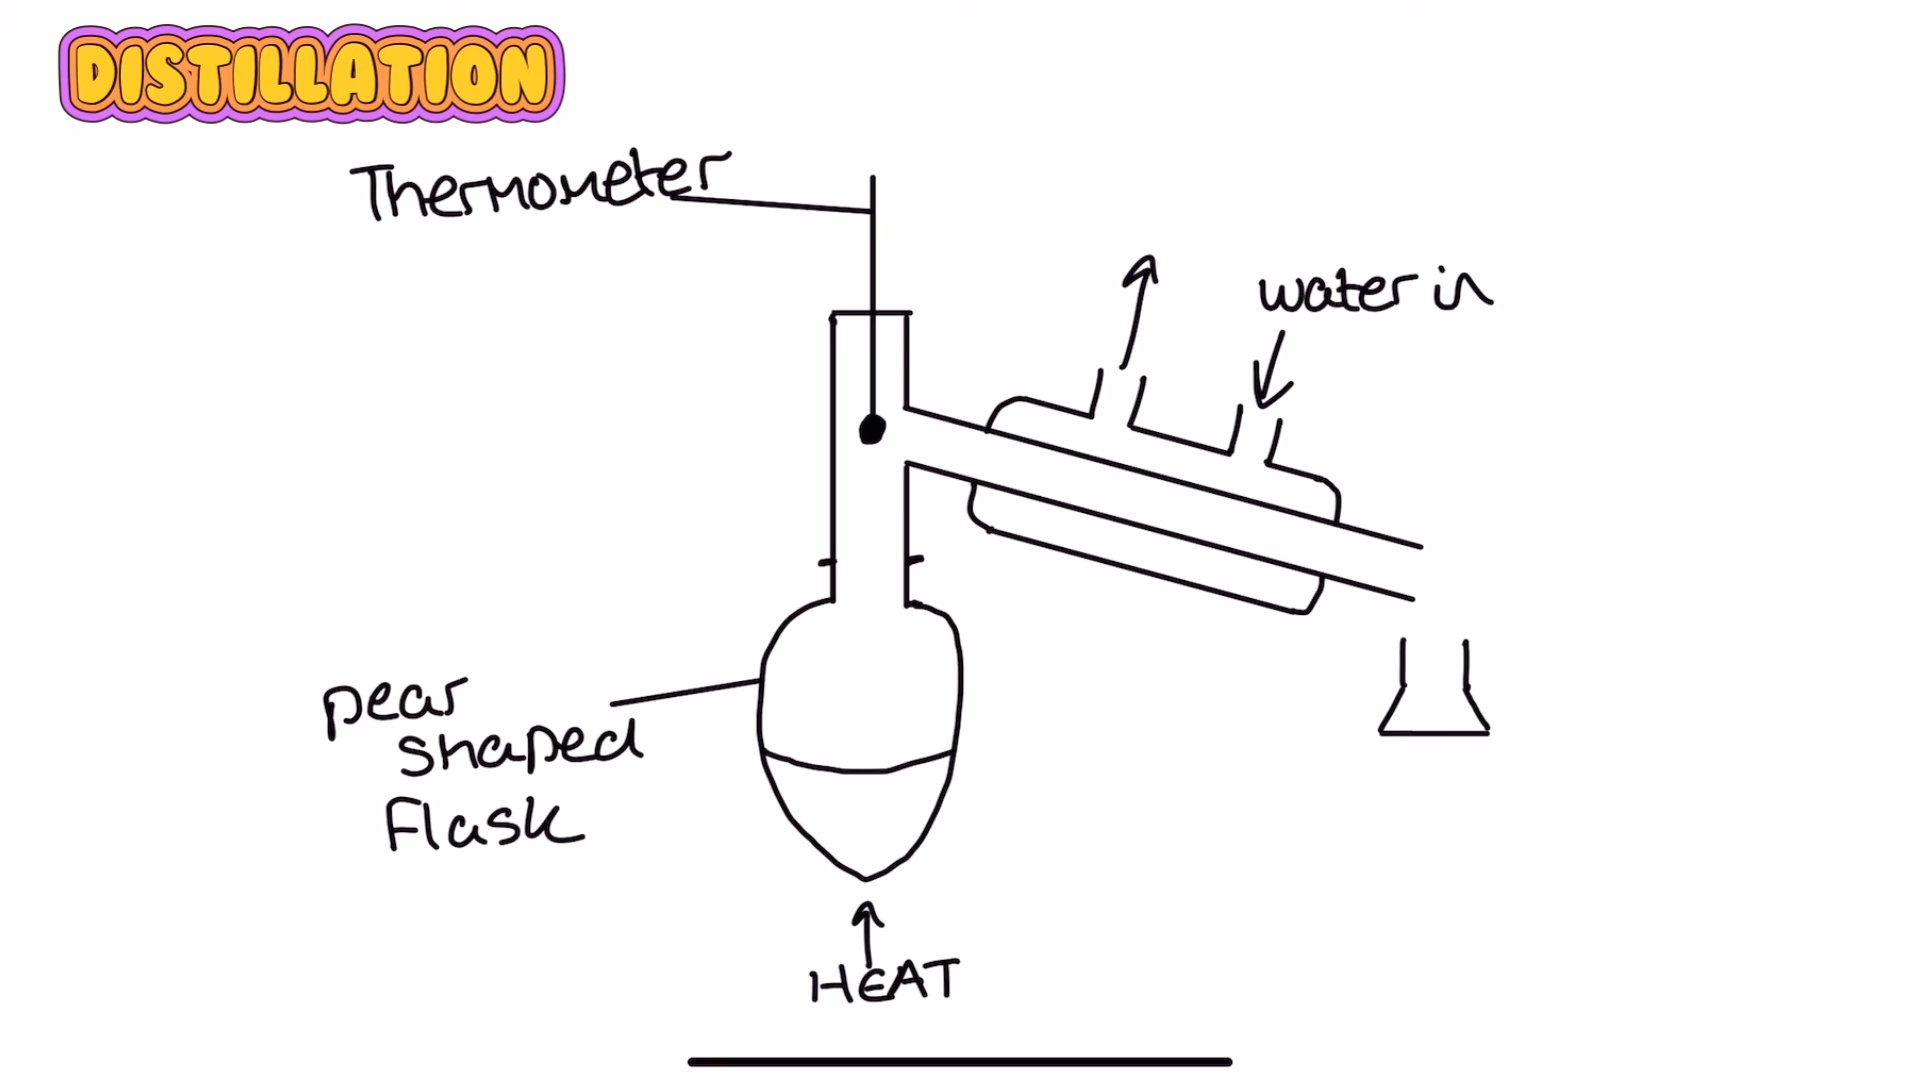 DISTILLATION
Thermometer
water in
pear
shaped
Flask
HEAT